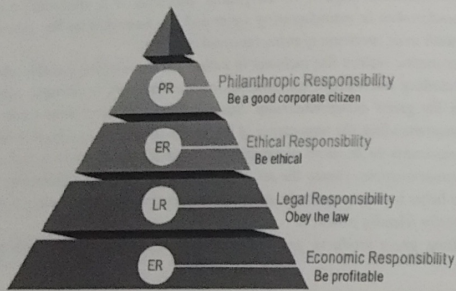 PR
Philanthropic Responsibility
Be a good corporate citizen
ER
Ethical Responsibility
Be ethical
LR
Legal Responsibility
Obey the law
ER
Economic Responsibility
Be profitable